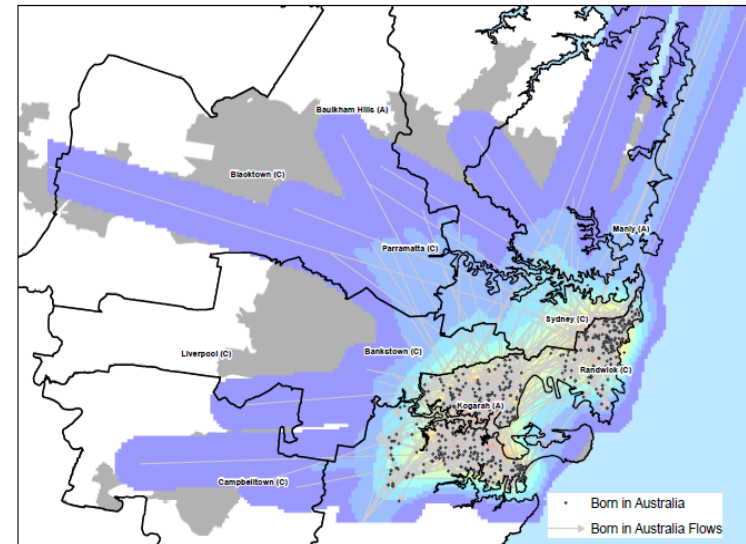 Baulkham Hills (A)
Blacktown (C)
Manly (A)
Parramatta (C)
Sydney (C)
Liverpool (C)
Bankstown (C)
Randwick (C)
Kogarah (A)
Campbelltown (C)
Born in Australia
Born in Australia Flows